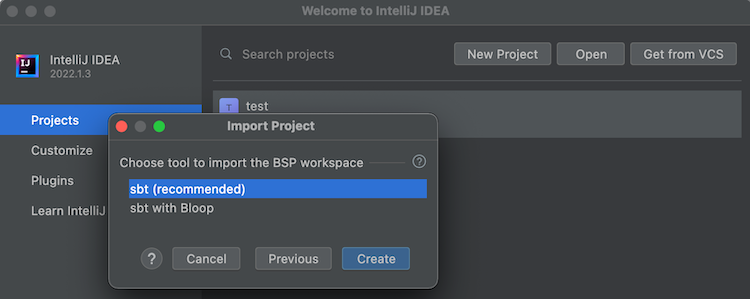 Welcome to IntelliJ IDEA
IJ
IntelliJ IDEA
2022.1.3
Search projects
New Project
Open
Get from VCS
Projects
Customize
Plugins
Learn IntelliJ
T
test
Import Project
Choose tool to import the BSP workspace
?
sbt (recommended)
sbt with Bloop
?
Cancel
Previous
Create